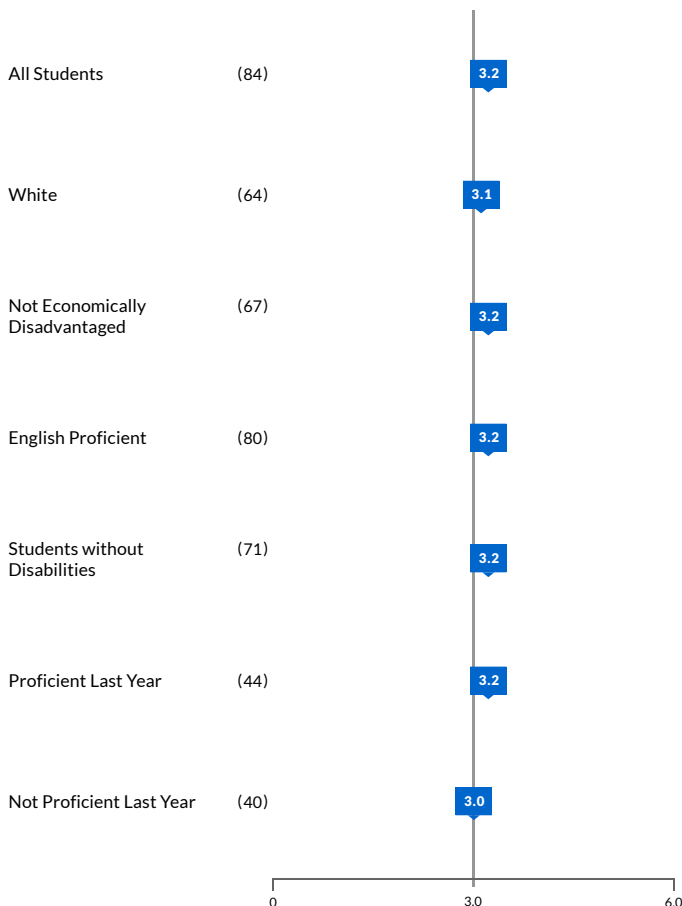 All Students (84) 3.2
White (64) 3.1
Not Economically (67)
Disadvantaged 3.2
English Proficient (80) 3.2
Students without (71)
Disabilities 3.2
Proficient Last Year (44) 3.2
Not Proficient Last Year (40) 3.0
0 3.0 6.0